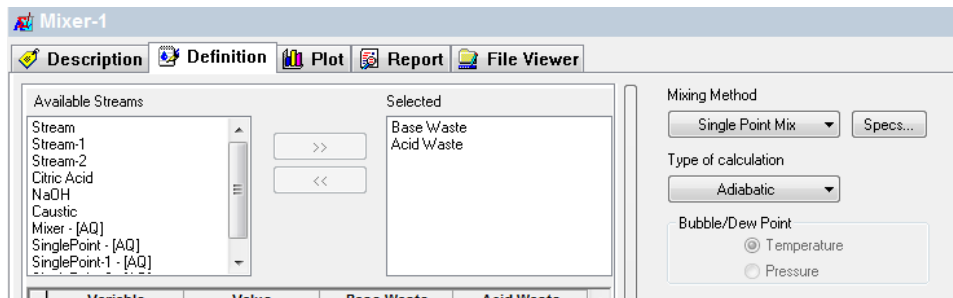 Mixer-1
Description Definition Plot Report File Viewer
Available Streams Selected
Stream
Stream-1
Stream-2
Citric Acid
NaOH
Caustic
Mixer - [AQ]
SinglePoint - [AQ]
SinglePoint-1 - [AQ]
>>
<<
Base Waste
Acid Waste
Mixing Method
Single Point Mix Specs...
Type of calculation
Adiabatic
Bubble/Dew Point
Temperature
Pressure
Variable Value Base Waste Acid Waste